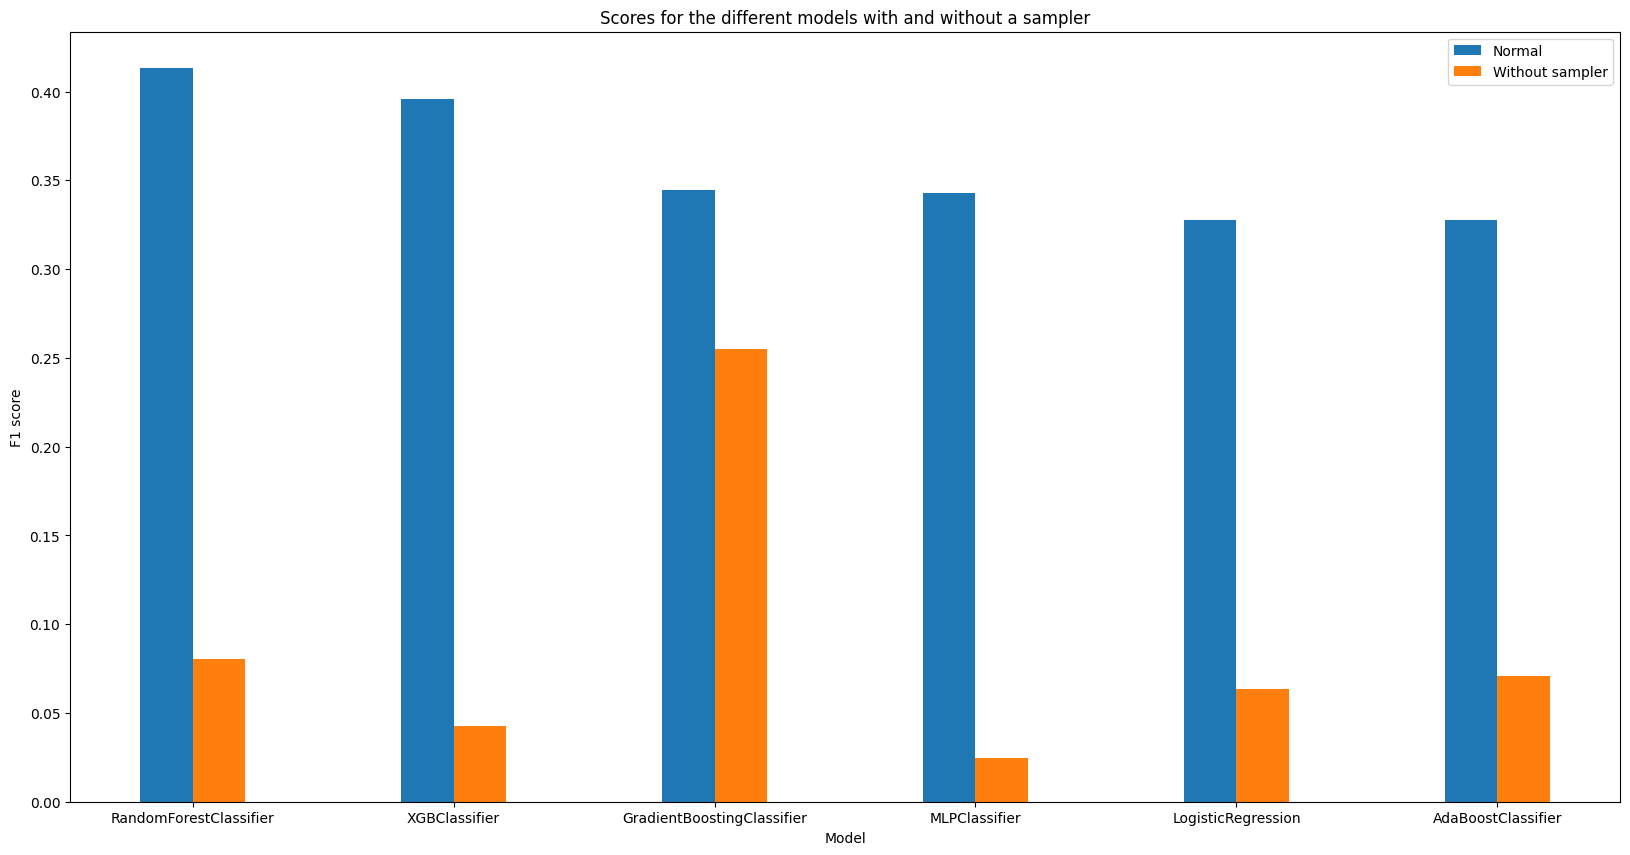 Scores for the different models with and without a sampler
Normal
Without sampler
F1 score
0.40
0.35
0.30
0.25
0.20
0.15
0.10
0.05
0.00
RandomForestClassifier XGBClassifier GradientBoostingClassifier MLPClassifier LogisticRegression AdaBoostClassifier
Model